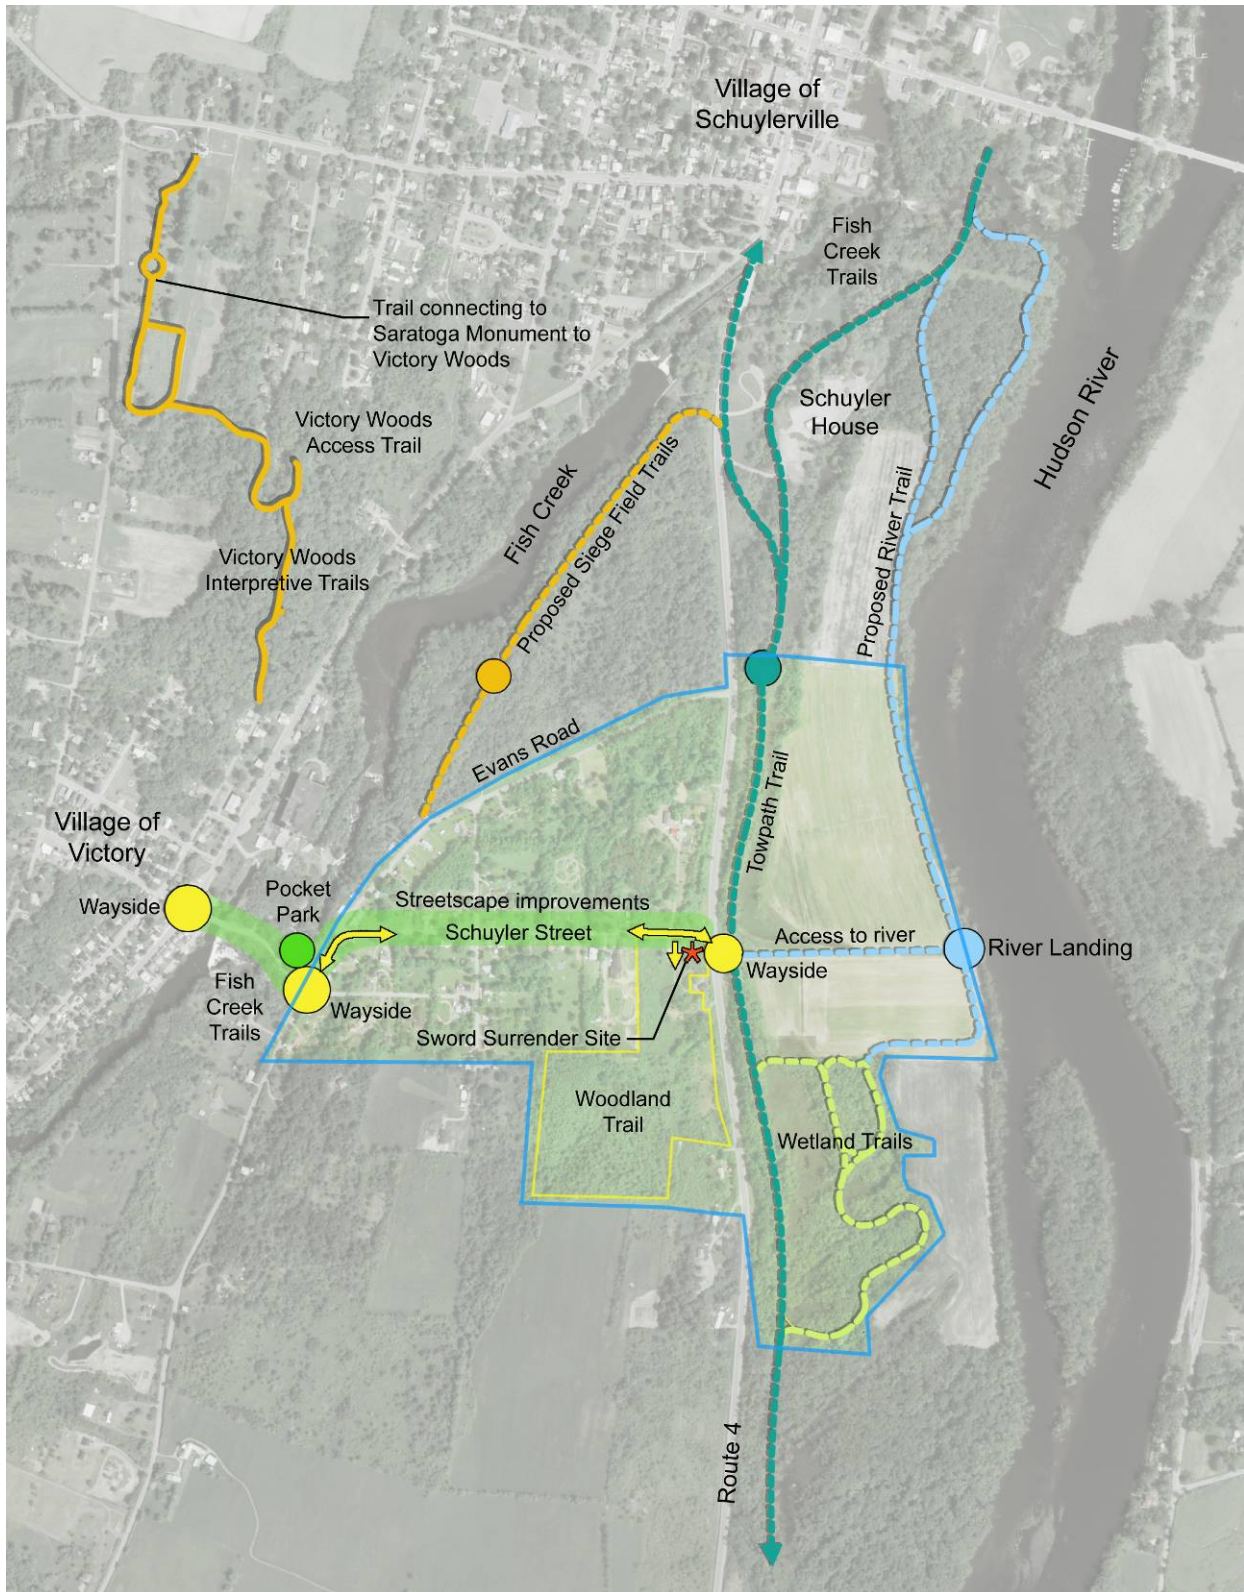 Village of
Schuylerville
Fish
Creek
Trails
Trail connecting to
Saratoga Monument to
Victory Woods
Hudson River
Schuyler
House
Victory Woods
Access Trail
Fish Creek
Proposed Siege Field Trails
Proposed River Trail
Victory Woods
Interpretive Trails
Evans Road
Towpath Trail
Village of
Victory
Wayside
Pocket
Park
Streetscape improvements
Schuyler Street
Access to river
River Landing
Wayside
Fish
Creek
Trails
Wayside
Sword Surrender Site
Woodland
Trail
Wetland Trails
Route 4